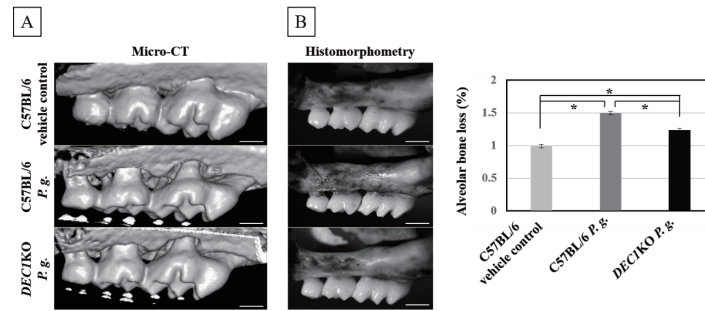 A
B
Micro-CT
Histomorphometry
C57BL/6
vehicle control
C57BL/6
P. g.
DEC1KO
P. g.
Alveolar bone loss (%)
2
1.5
1
0.5
0
*
*
*
C57BL/6
vehicle control
C57BL/6 P. g.
DEC1KO P. g.